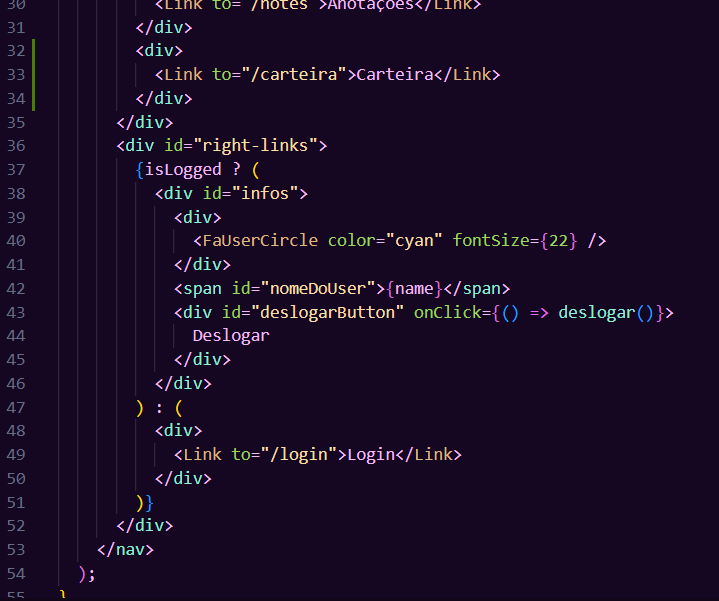 30 <Link to="/notes">Anotações</Link>
31 </div>
32 <div>
33 <Link to="/carteira">Carteira</Link>
34 </div>
35 </div>
36 <div id="right-links">
37 {isLogged ? (
38 <div id="infos">
39 <div>
40 <FaUserCircle color="cyan" fontSize={22} />
41 </div>
42 <span id="nomeDoUser">{name}</span>
43 <div id="deslogarButton" onClick={() => deslogar()}>
44 Deslogar
45 </div>
46 </div>
47 ) : (
48 <div>
49 <Link to="/login">Login</Link>
50 </div>
51 )}
52 </div>
53 </nav>
54 );
55 }